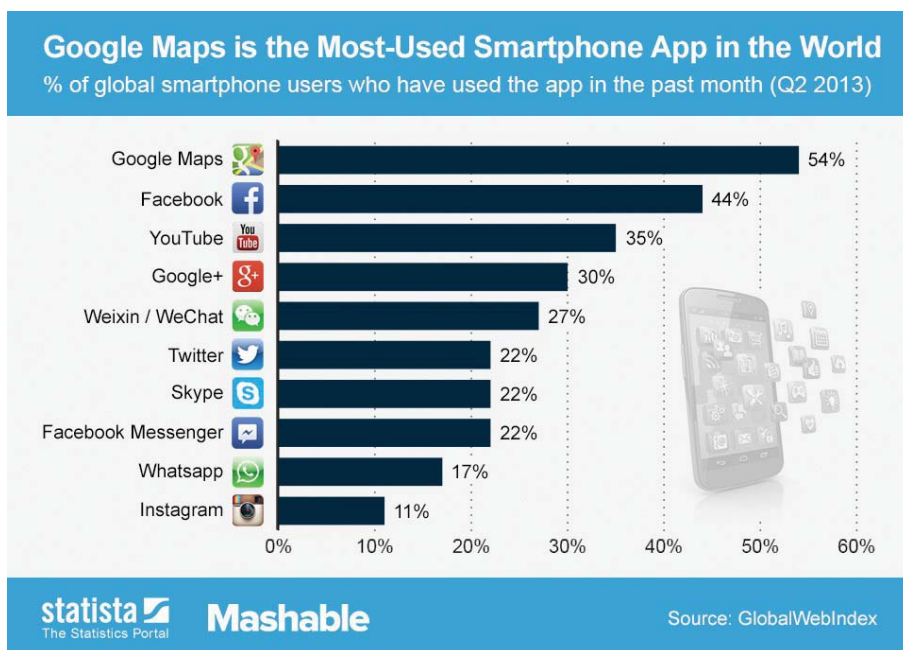 Google Maps is the Most-Used Smartphone App in the World
% of global smartphone users who have used the app in the past month (Q2 2013)
Google Maps 54%
Facebook 44%
You Tube
YouTube 35%
Google+ 8+ 30%
Weixin / WeChat 27%
Twitter 22%
Skype S 22%
Facebook Messenger 22%
Whatsapp 17%
Instagram 11%
0% 10% 20% 30% 40% 50% 60%
statista
The Statistics Portal
Mashable
Source: GlobalWebIndex